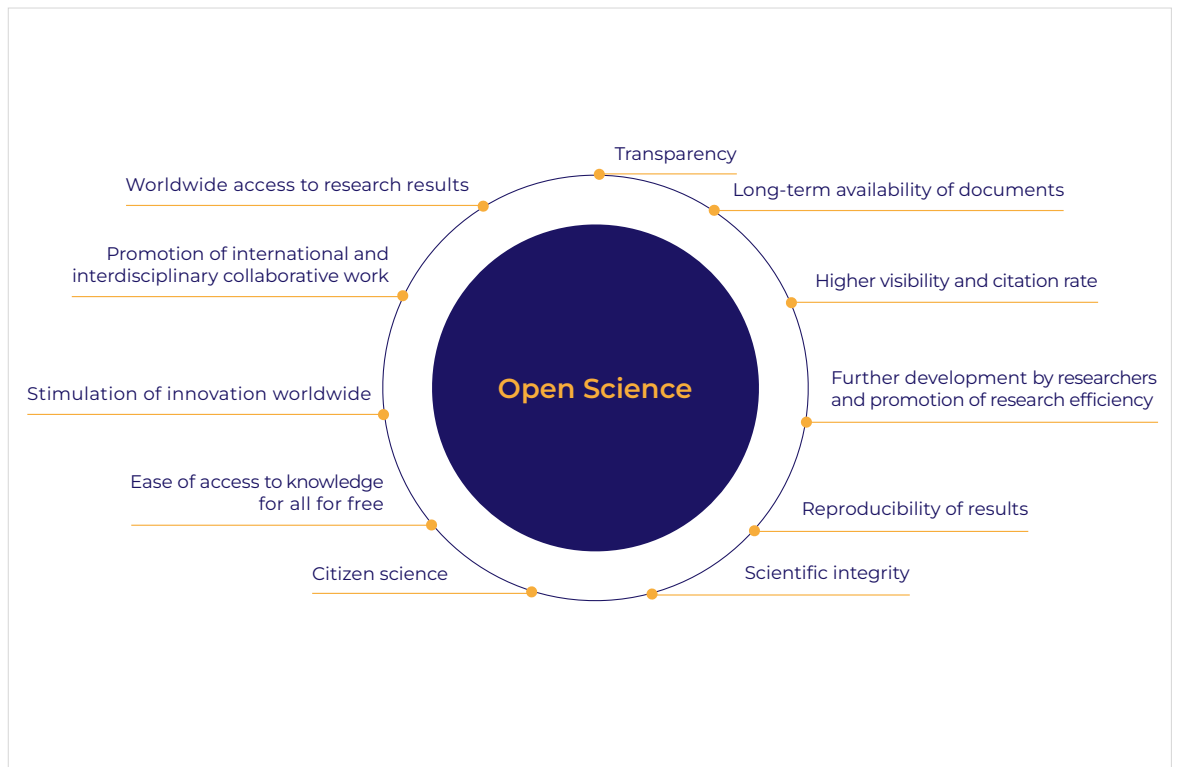 Transparency
Long-term availability of documents
Higher visibility and citation rate
Further development by researchers
and promotion of research efficiency
Reproducibility of results
Scientific integrity
Citizen science
Ease of access to knowledge
for all for free
Stimulation of innovation worldwide
Promotion of international and
interdisciplinary collaborative work
Worldwide access to research results
Open Science